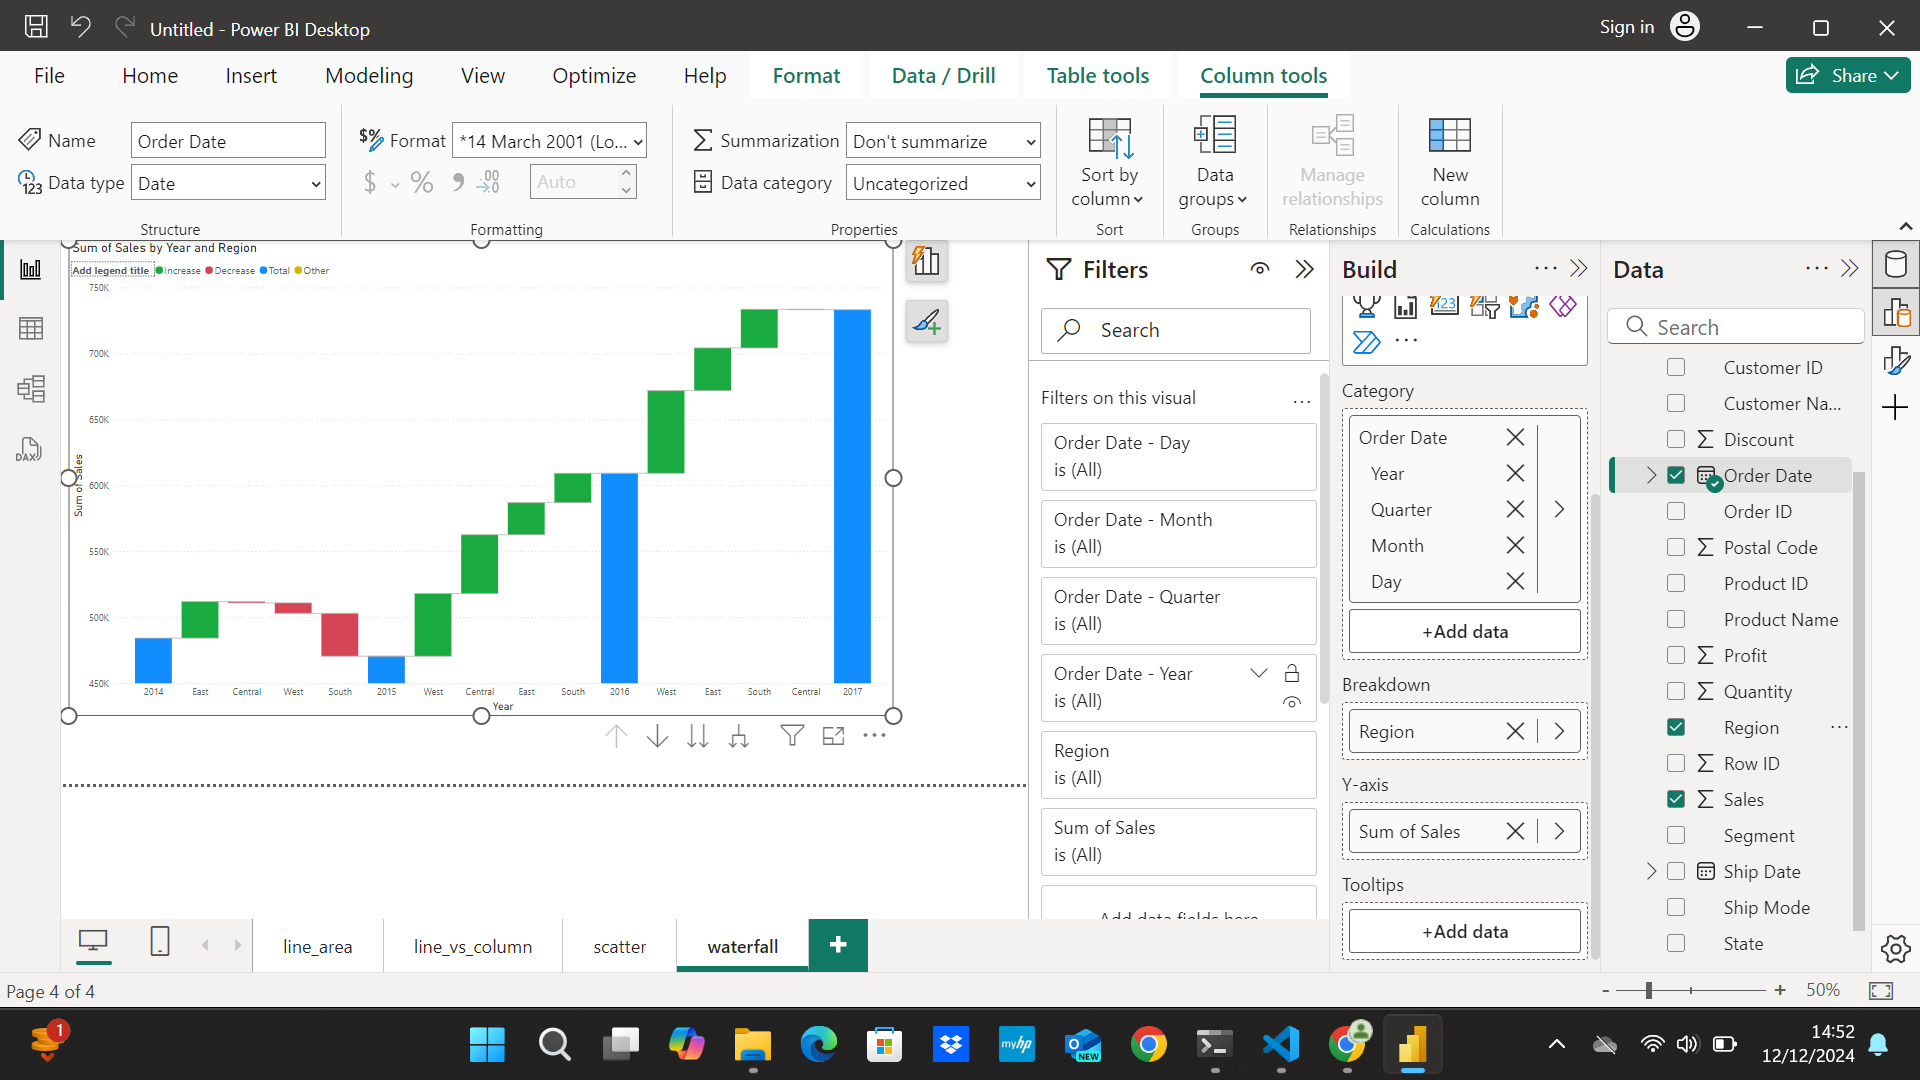 Untitled - Power BI Desktop
Sign in
File
Home
Insert
Modeling
View
Optimize
Help
Format
Data / Drill
Table tools
Column tools
Share
Name
Order Date
Data type
Date
Structure
Format
*14 March 2001 (Lo...
$
%
Auto
Formatting
Summarization
Don't summarize
Data category
Uncategorized
Properties
Sort by
column
Sort
Data
groups
Groups
Manage
relationships
Relationships
New
column
Calculations
Sum of Sales by Year and Region
Add legend title Increase Decrease Total Other
750K
700K
650K
600K
550K
500K
450K
Sum of Sales
2014 East Central West South 2015 West Central East South 2016 West East South Central 2017
Year
Filters
Search
Filters on this visual
Order Date - Day
is (All)
Order Date - Month
is (All)
Order Date - Quarter
is (All)
Order Date - Year
is (All)
Region
is (All)
Sum of Sales
is (All)
Add data fields here
Build
123
Category
Order Date
Year
Quarter
Month
Day
+Add data
Breakdown
Region
Y-axis
Sum of Sales
Tooltips
+Add data
Data
Search
Customer ID
Customer Na...
Discount
Order Date
Order ID
Postal Code
Product ID
Product Name
Profit
Quantity
Region
Row ID
Sales
Segment
Ship Date
Ship Mode
State
DAX
line_area
line_vs_column
scatter
waterfall
+
Page 4 of 4
- + 50%
1
myhp
NEW
14:52
12/12/2024